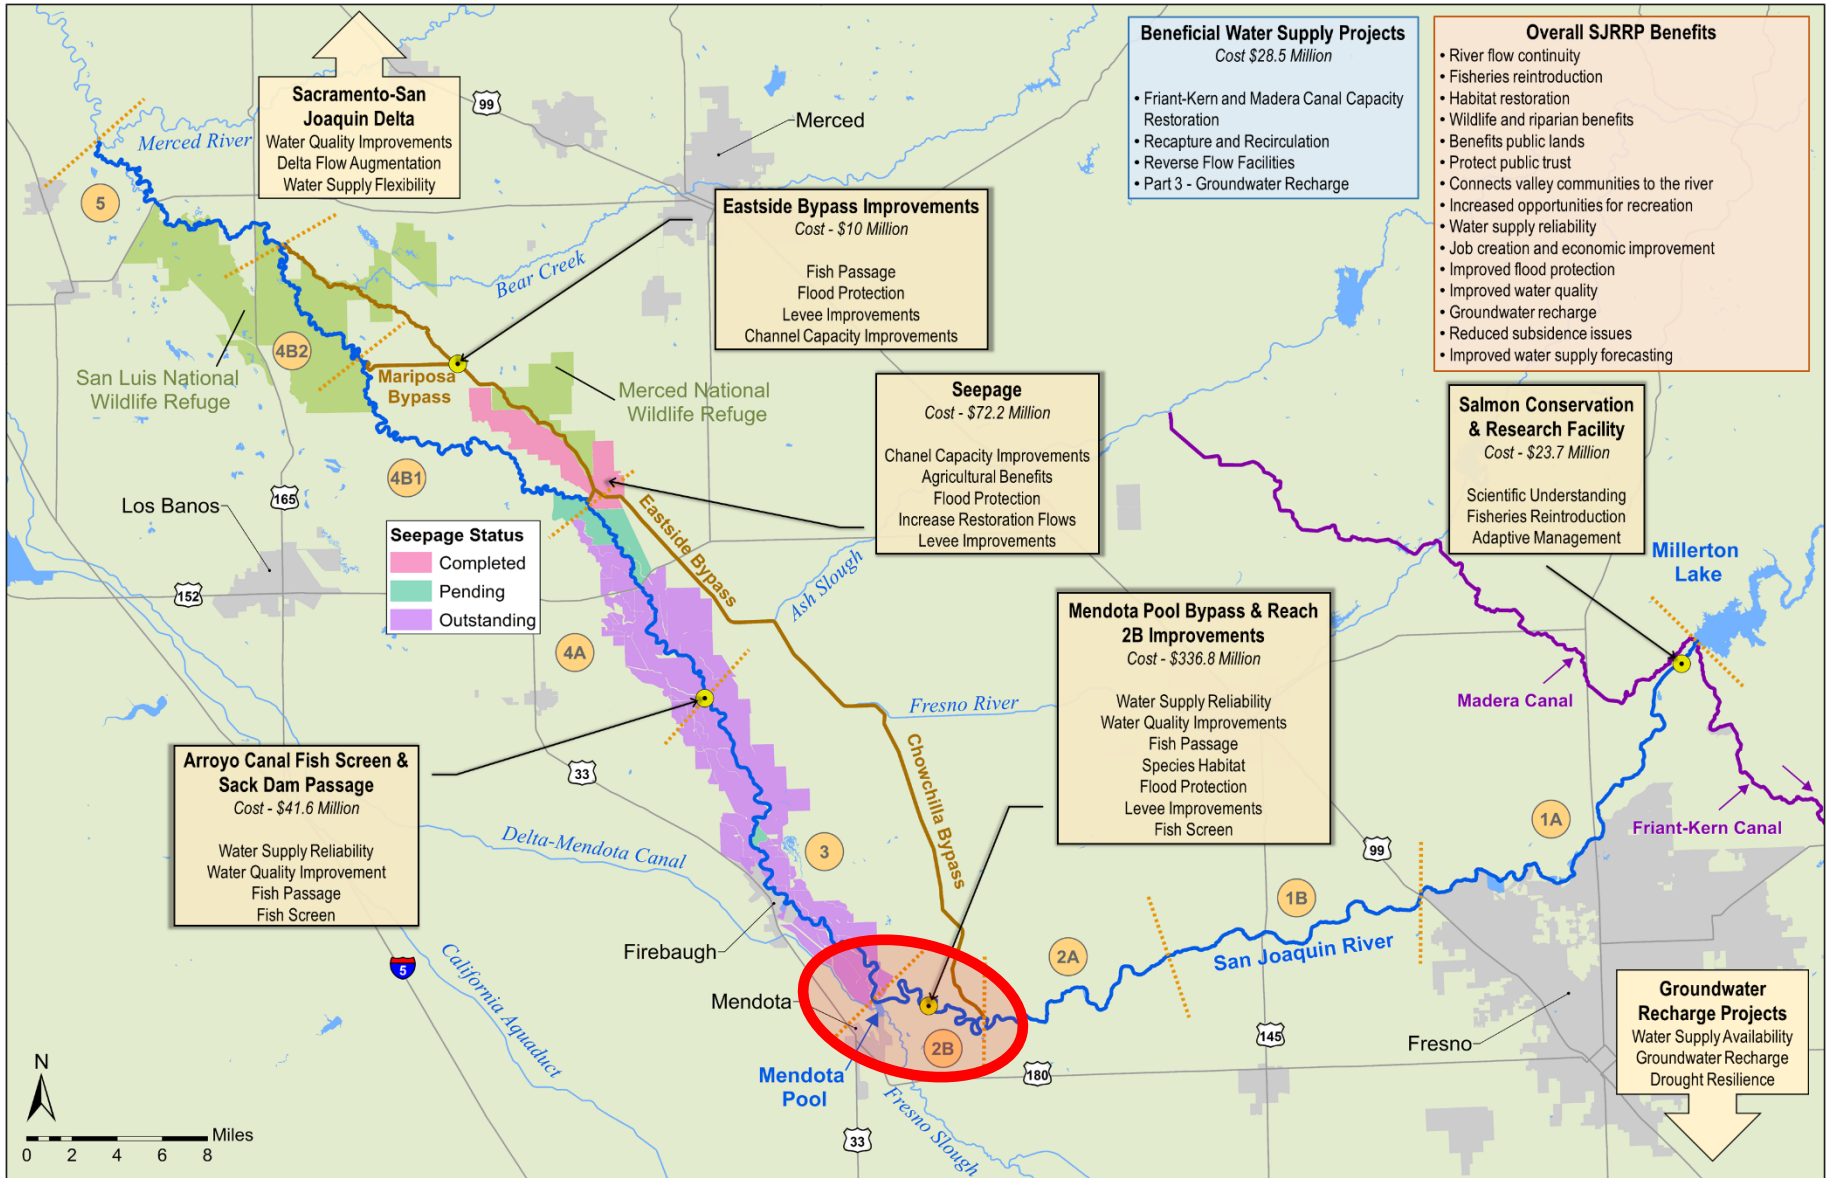 Sacramento-San
Joaquin Delta
Water Quality Improvements
Delta Flow Augmentation
Water Supply Flexibility
Beneficial Water Supply Projects
Cost $28.5 Million
• Friant-Kern and Madera Canal Capacity
Restoration
• Recapture and Recirculation
• Reverse Flow Facilities
• Part 3 - Groundwater Recharge
Overall SJRRP Benefits
• River flow continuity
• Fisheries reintroduction
• Habitat restoration
• Wildlife and riparian benefits
• Benefits public lands
• Protect public trust
• Connects valley communities to the river
• Increased opportunities for recreation
• Water supply reliability
• Job creation and economic improvement
• Improved flood protection
• Improved water quality
• Groundwater recharge
• Reduced subsidence issues
• Improved water supply forecasting
99
Merced
Merced River
5
Eastside Bypass Improvements
Cost - $10 Million
Fish Passage
Flood Protection
Levee Improvements
Channel Capacity Improvements
Bear Creek
4B2
San Luis National
Wildlife Refuge
Mariposa
Bypass
Merced National
Wildlife Refuge
Seepage
Cost - $72.2 Million
Chanel Capacity Improvements
Agricultural Benefits
Flood Protection
Increase Restoration Flows
Levee Improvements
Salmon Conservation
& Research Facility
Cost - $23.7 Million
Scientific Understanding
Fisheries Reintroduction
Adaptive Management
4B1
165
Los Banos
Seepage Status
Completed
Pending
Outstanding
Eastside Bypass
Ash Slough
Millerton
Lake
152
4A
Mendota Pool Bypass & Reach
2B Improvements
Cost - $336.8 Million
Water Supply Reliability
Water Quality Improvements
Fish Passage
Species Habitat
Flood Protection
Levee Improvements
Fish Screen
Fresno River
Madera Canal
Arroyo Canal Fish Screen &
Sack Dam Passage
Cost - $41.6 Million
Water Supply Reliability
Water Quality Improvement
Fish Passage
Fish Screen
33
Chowchilla Bypass
Delta-Mendota Canal
3
1A
Friant-Kern Canal
99
1B
Firebaugh
California Aquaduct
5
2A
San Joaquin River
Mendota
2B
Mendota
Pool
Fresno Slough
180
145
Fresno
33
Groundwater
Recharge Projects
Water Supply Availability
Groundwater Recharge
Drought Resilience
N
Miles
0 2 4 6 8